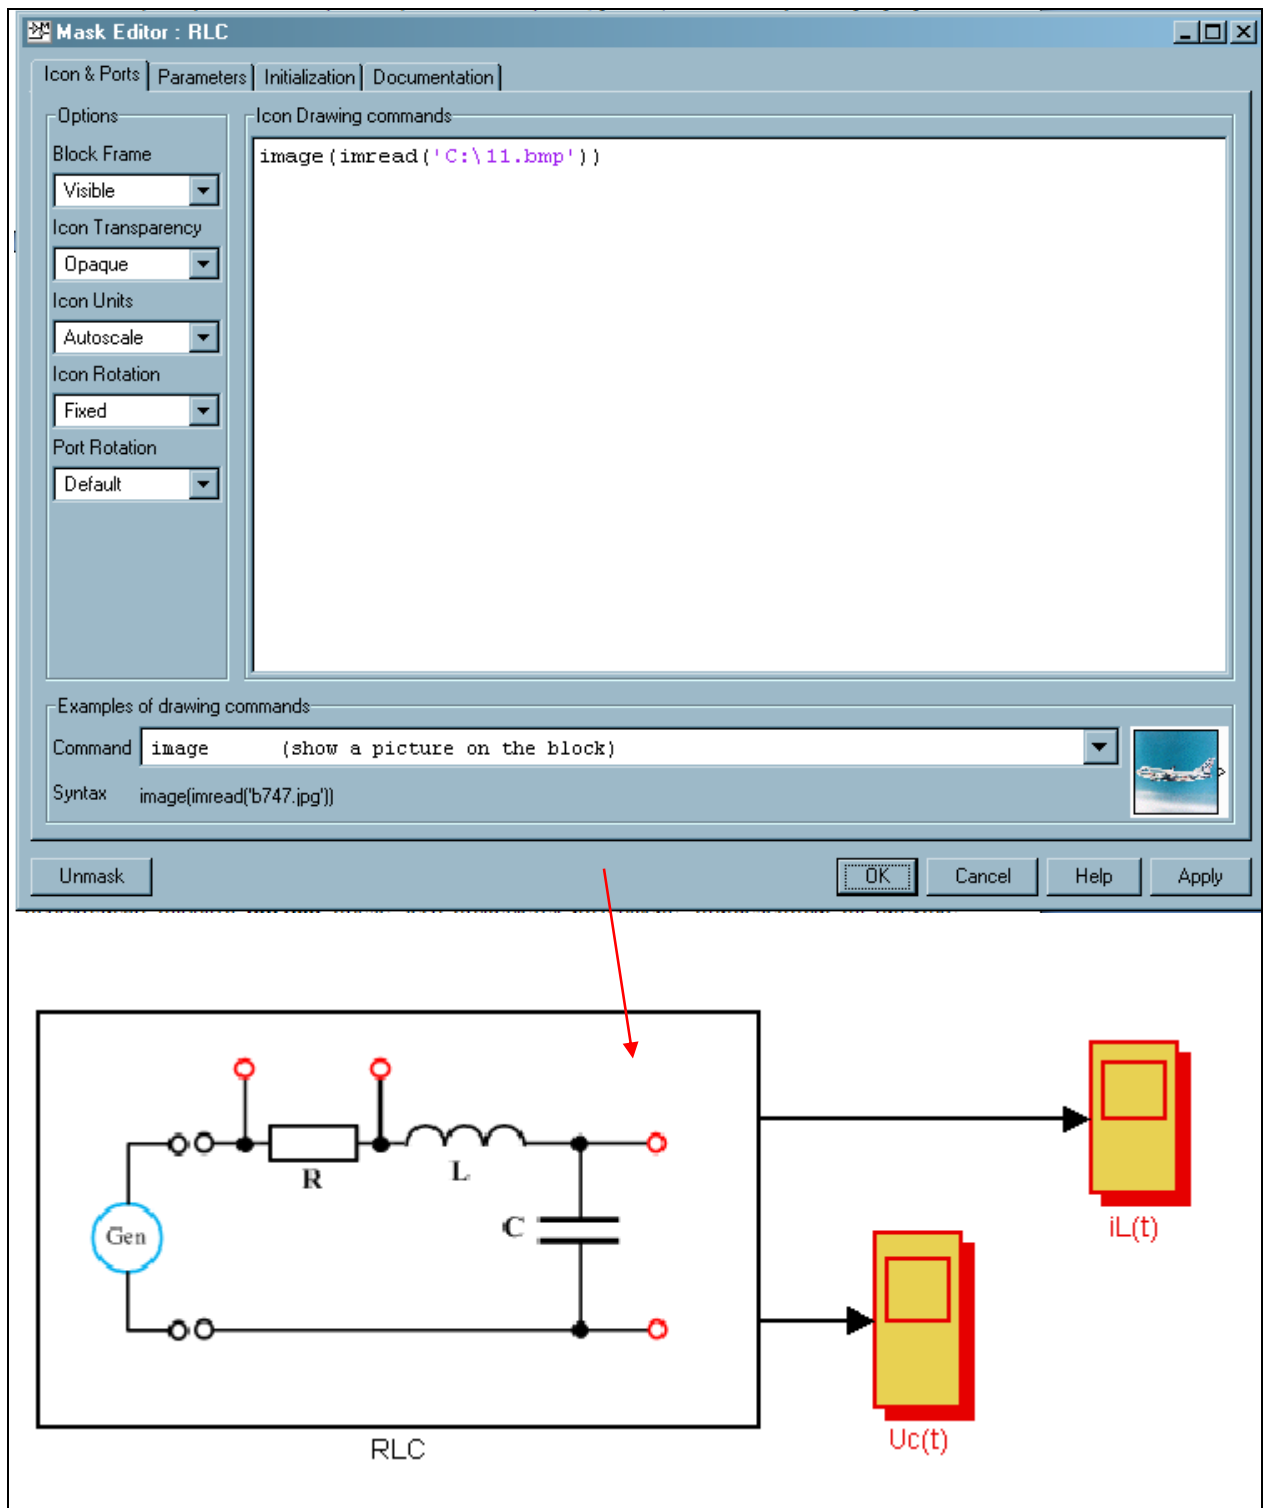 Mask Editor : RLC
Icon & Ports Parameters Initialization Documentation
Options
Block Frame
Visible
Icon Transparency
Opaque
Icon Units
Autoscale
Icon Rotation
Fixed
Port Rotation
Default
Icon Drawing commands
image(imread('C:\11.bmp'))
Examples of drawing commands
Command image (show a picture on the block)
Syntax image(imread('b747.jpg'))
Unmask OK Cancel Help Apply
R
L
C
Gen
RLC
iL(t)
Uc(t)